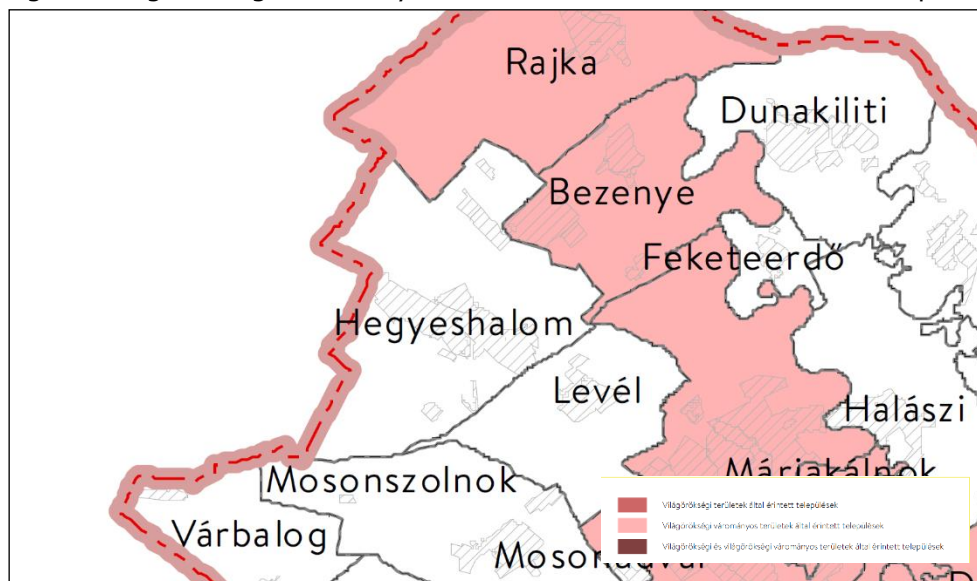 Rajka
Dunakiliti
Bezenye
Feketeerdő
Hegyeshalom
Levél
Halászi
Máriakálnok
Mosonszolnok
Várbalog
Világörökségi területek által érintett települések
Világörökségi várományos területek által érintett települések
Világörökségi és világörökségi várományos területek által érintett települések